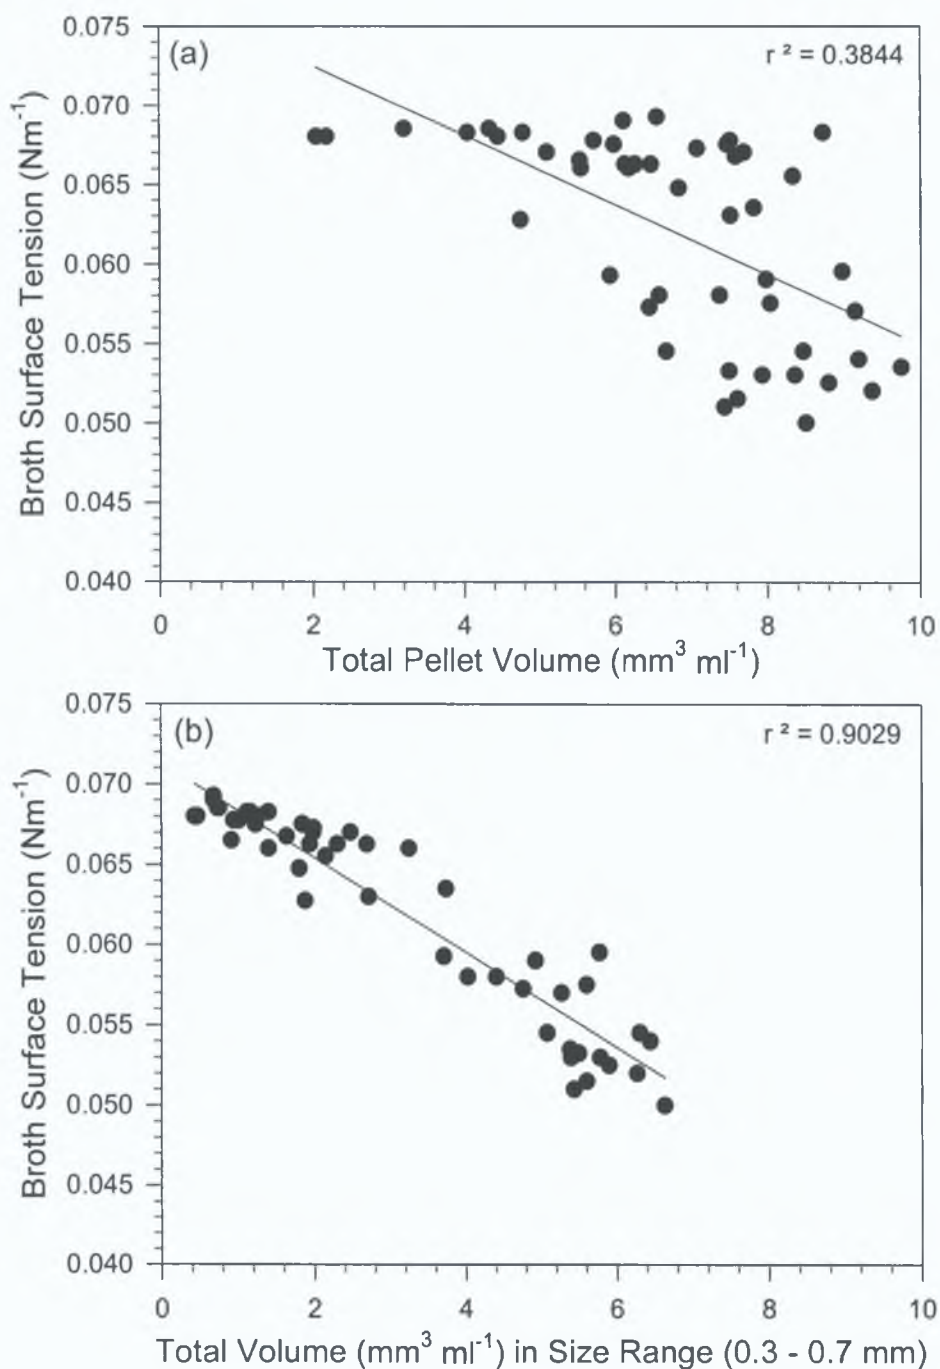 (a)
r ² = 0.3844
0.075
0.070
0.065
0.060
0.055
0.050
0.045
0.040
Broth Surface Tension (Nm⁻¹)
0 2 4 6 8 10
Total Pellet Volume (mm³ ml⁻¹)
(b)
r ² = 0.9029
0.075
0.070
0.065
0.060
0.055
0.050
0.045
0.040
Broth Surface Tension (Nm⁻¹)
0 2 4 6 8 10
Total Volume (mm³ ml⁻¹) in Size Range (0.3 - 0.7 mm)